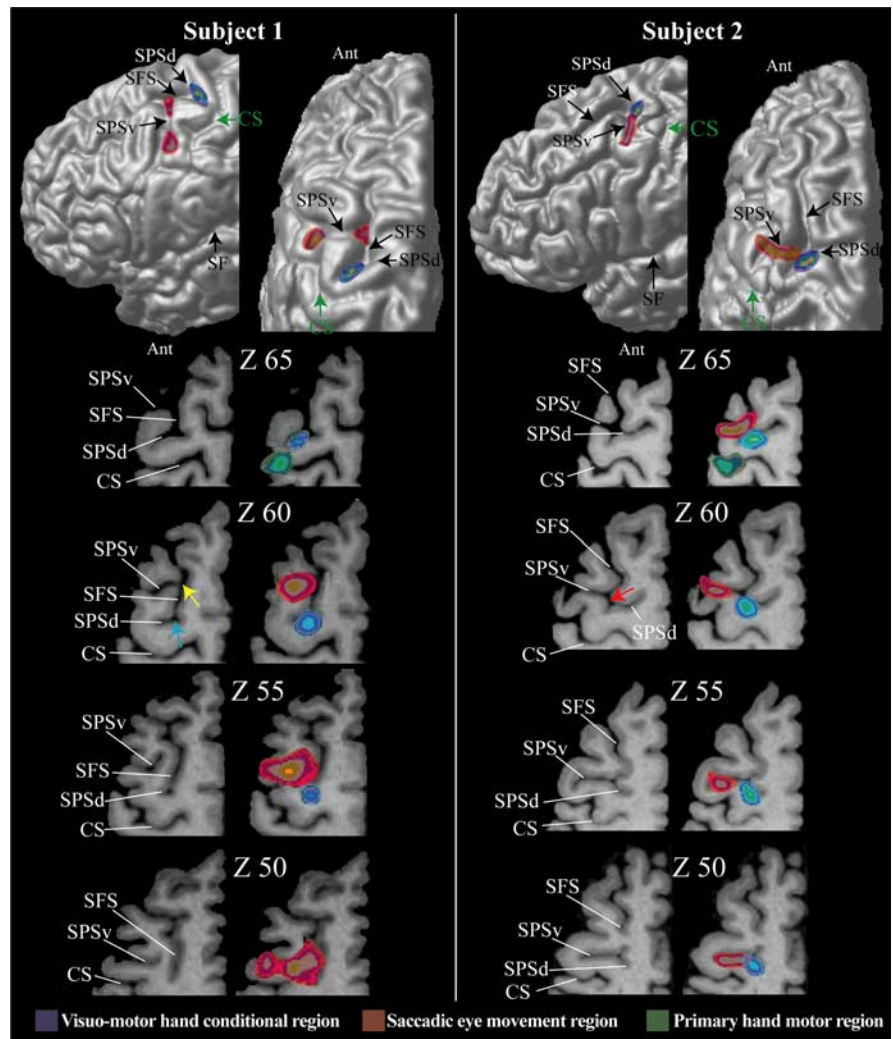 Subject 1
SPSd
SFS
SPSv
CS
SF
Ant
SPSv
SFS
SPSd
CS
Ant
Z 65
SPSv
SFS
SPSd
CS
Z 60
SPSv
SFS
SPSd
CS
Z 55
SPSv
SFS
SPSd
CS
Z 50
SFS
SPSv
CS
Subject 2
SPSd
SFS
SPSv
CS
SF
Ant
SPSv
SFS
SPSd
CS
Ant
Z 65
SFS
SPSv
SPSd
CS
Z 60
SFS
SPSv
SPSd
CS
Z 55
SFS
SPSv
SPSd
CS
Z 50
SFS
SPSv
SPSd
CS
Visuo-motor hand conditional region
Saccadic eye movement region
Primary hand motor region